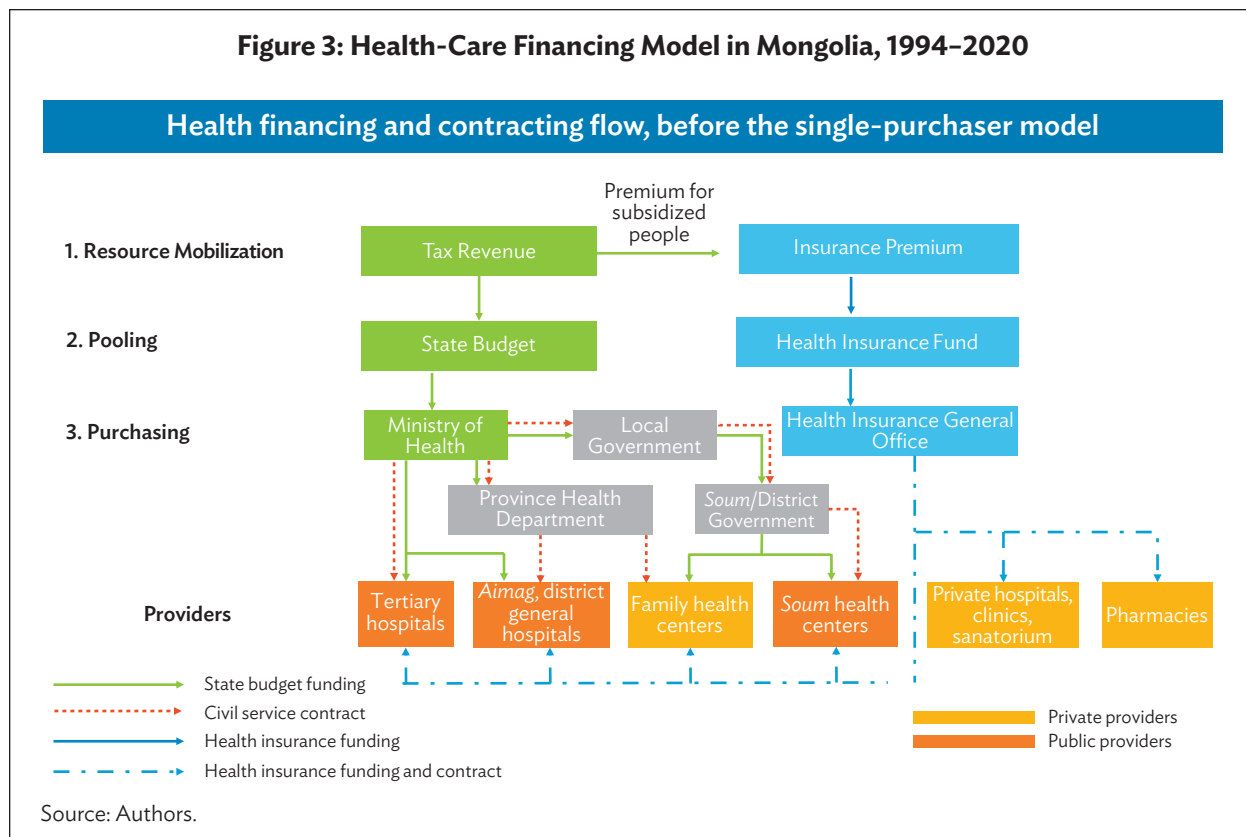 Figure 3: Health-Care Financing Model in Mongolia, 1994–2020
Health financing and contracting flow, before the single-purchaser model
Premium for
subsidized
people
1. Resource Mobilization
Tax Revenue
Insurance Premium
2. Pooling
State Budget
Health Insurance Fund
3. Purchasing
Ministry of
Health
Local
Government
Health Insurance General
Office
Province Health
Department
Soum/District
Government
Providers
Tertiary
hospitals
Aimag, district
general
hospitals
Family health
centers
Soum health
centers
Private hospitals,
clinics,
sanatorium
Pharmacies
State budget funding
Civil service contract
Health insurance funding
Health insurance funding and contract
Private providers
Public providers
Source: Authors.